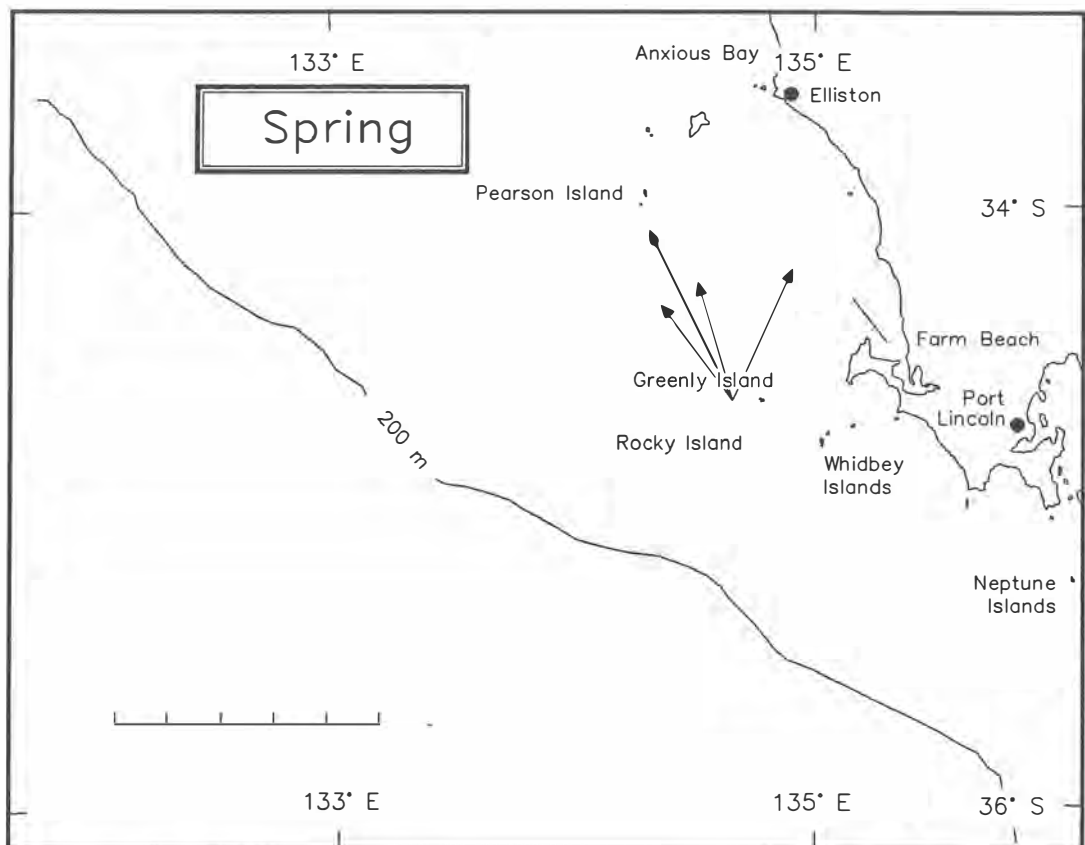 Anxious Bay
133° E
135° E
Elliston
Spring
Pearson Island
34° S
Farm Beach
Greenly Island
Port
Lincoln
200 m
Rocky Island
Whidbey
Islands
Neptune
Islands
133° E
135° E
36° S